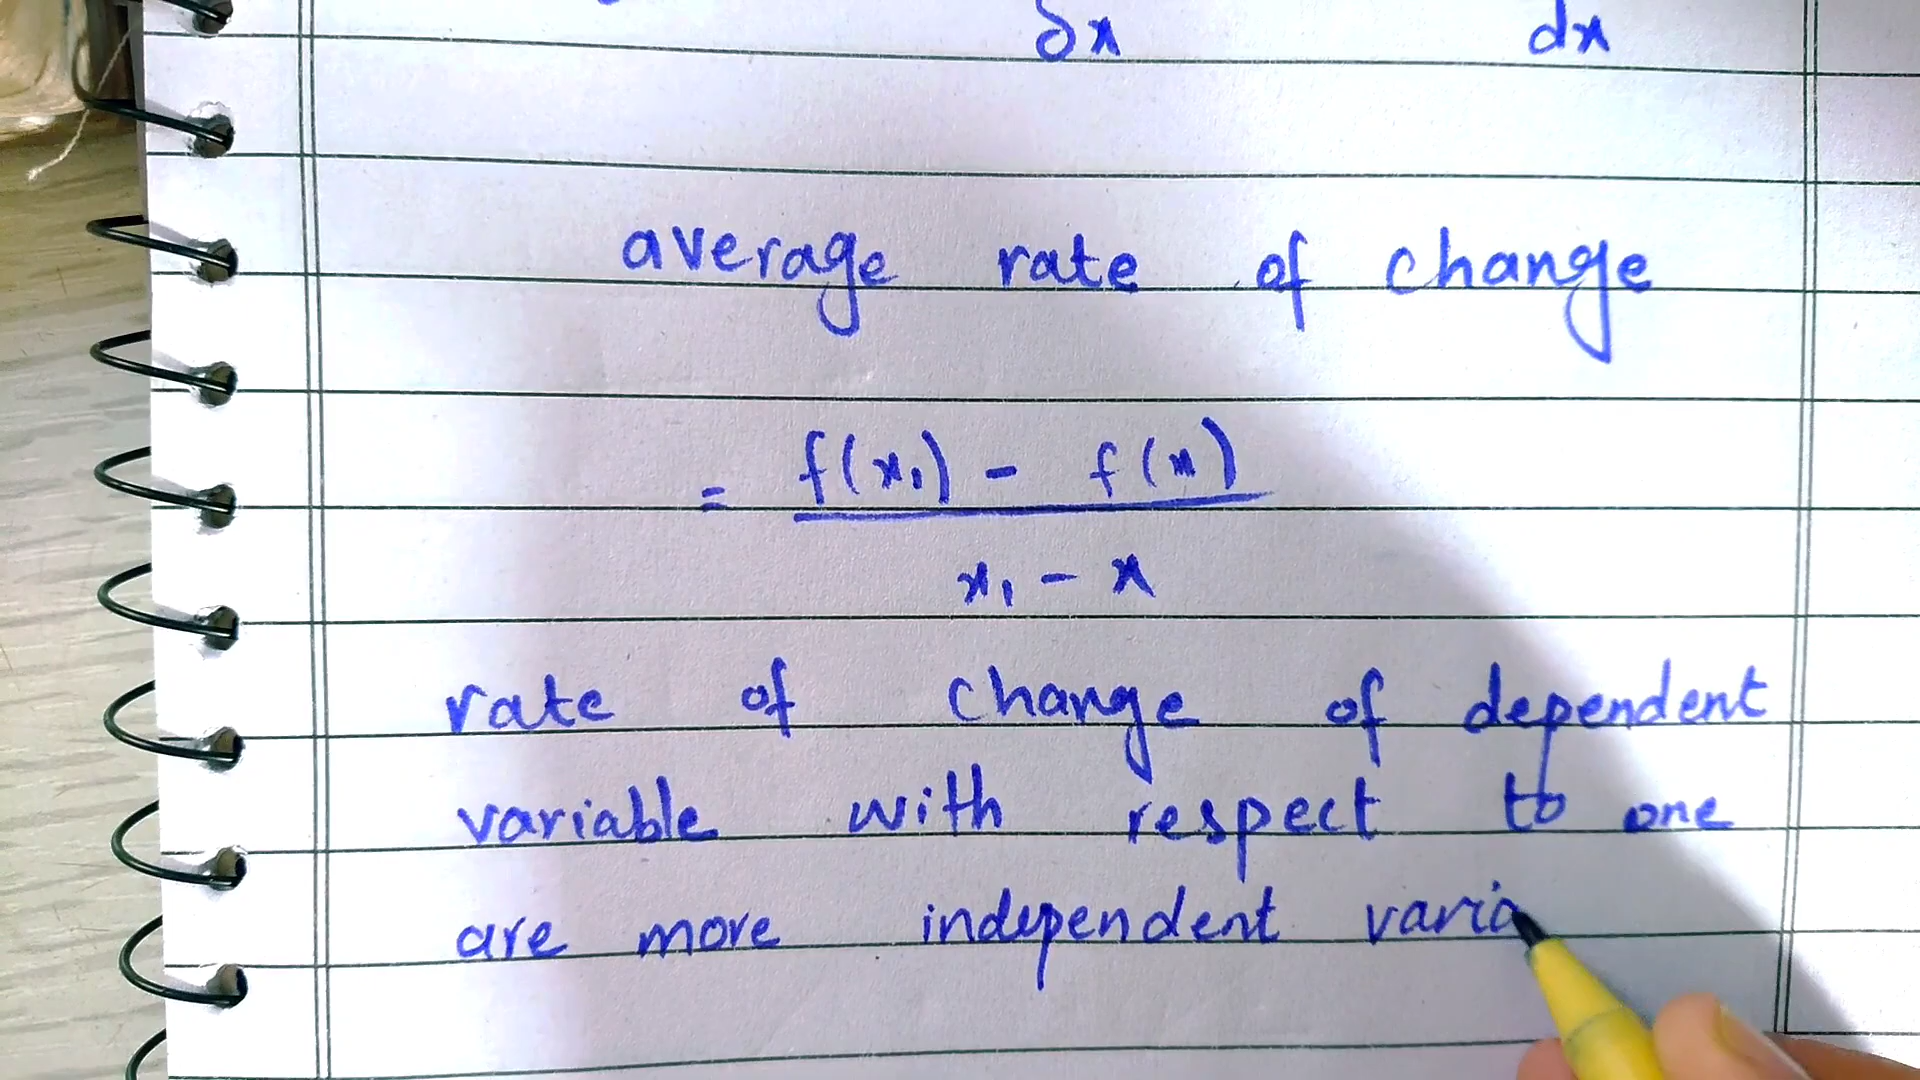 δx dx
average rate of change
= f(x₁) - f(x)
x₁ - x
rate of change of dependent
variable with respect to one
are more independent varia